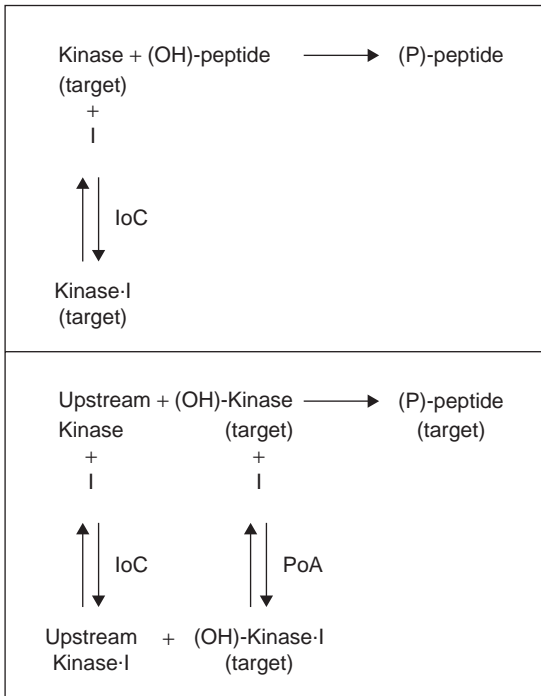 Kinase + (OH)-peptide (P)-peptide
(target)
+
I
IoC
Kinase·I
(target)
Upstream + (OH)-Kinase (P)-peptide
Kinase (target) (target)
+ +
I I
IoC PoA
Upstream + (OH)-Kinase·I
Kinase·I (target)